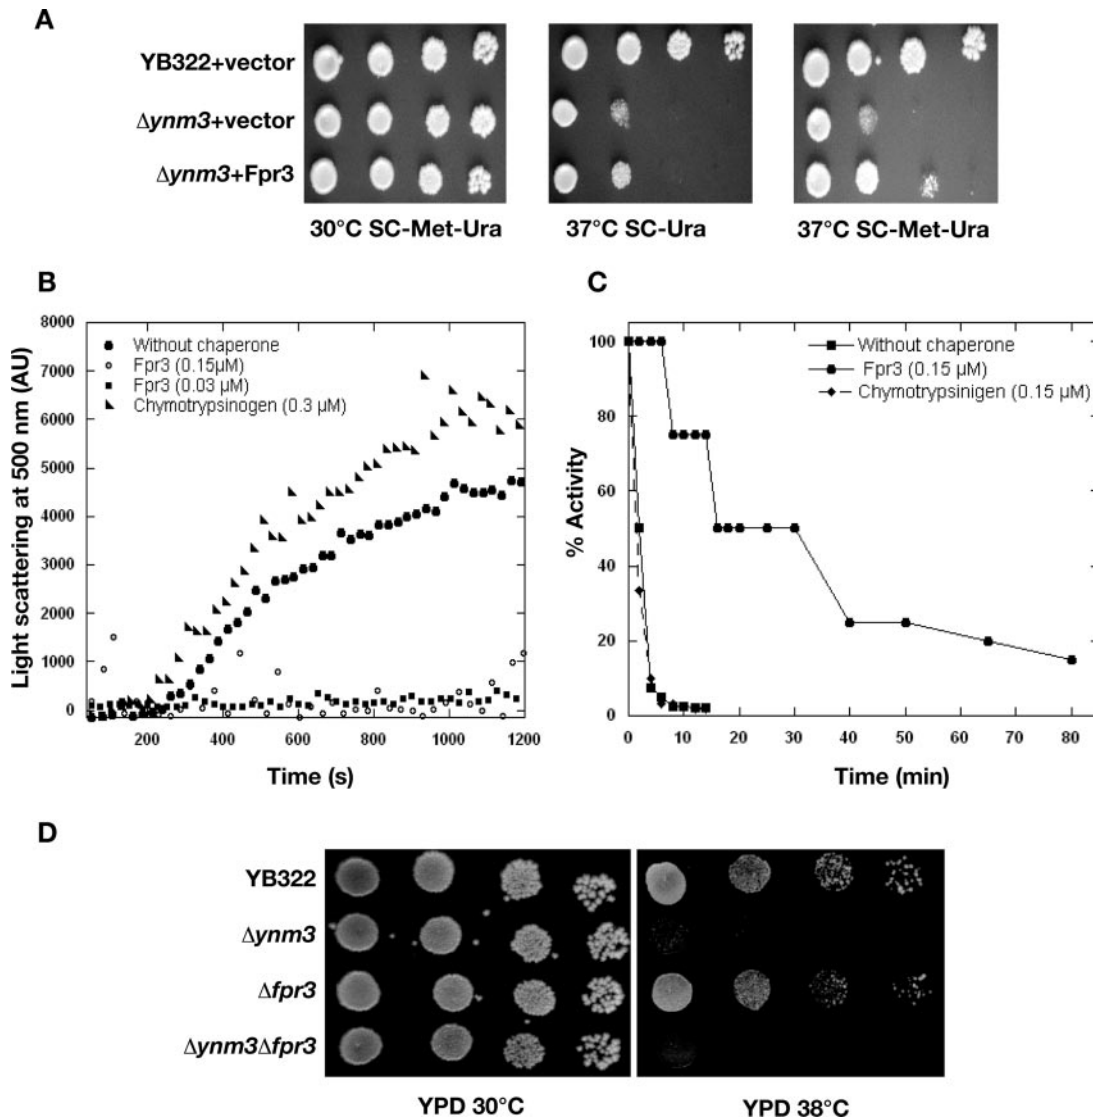 A
YB322+vector
Δynm3+vector
Δynm3+Fpr3
30°C SC-Met-Ura
37°C SC-Ura
37°C SC-Met-Ura
B
8000
7000
6000
5000
4000
3000
2000
1000
0
Light scattering at 500 nm (AU)
Without chaperone
Fpr3 (0.15µM)
Fpr3 (0.03 µM)
Chymotrypsinogen (0.3 µM)
200
400
600
800
1000
1200
Time (s)
C
100
80
60
40
20
0
% Activity
Without chaperone
Fpr3 (0.15 µM)
Chymotrypsinigen (0.15 µM)
0
10
20
30
40
50
60
70
80
Time (min)
D
YB322
Δynm3
Δfpr3
Δynm3Δfpr3
YPD 30°C
YPD 38°C